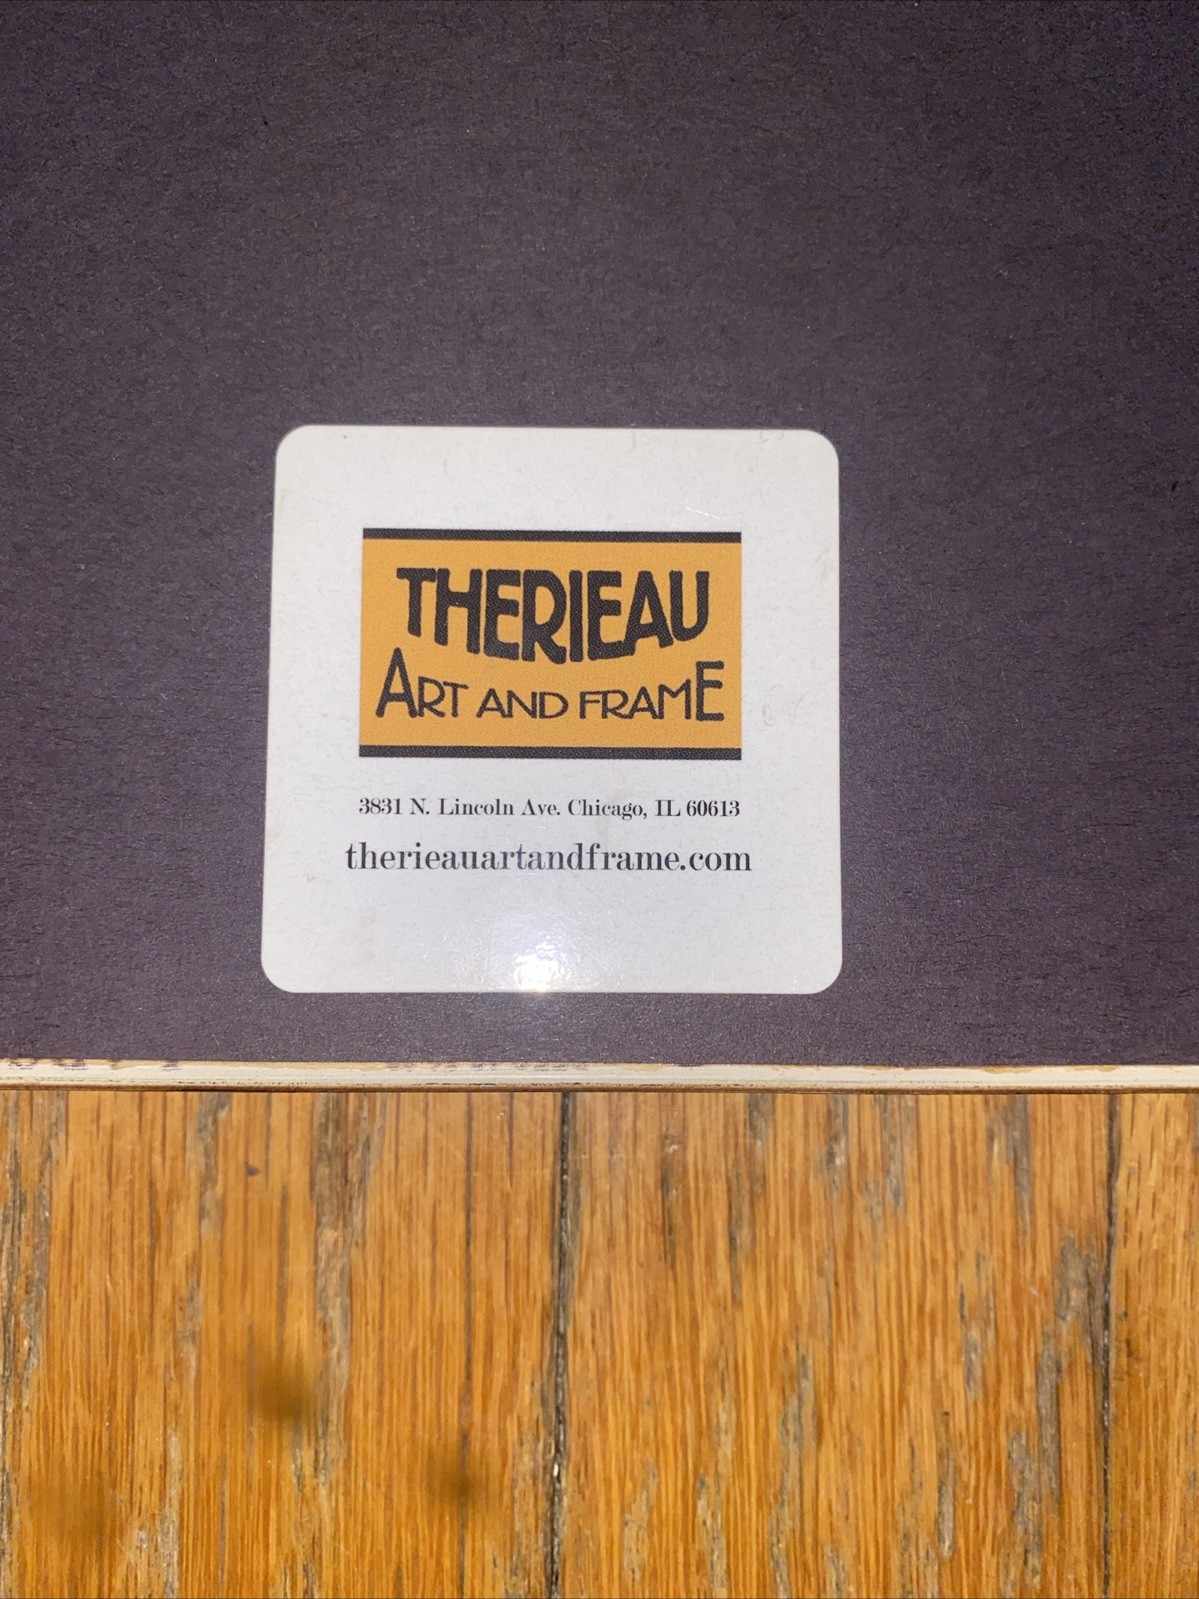 THERIEAU
ART AND FRAME
3831 N. Lincoln Ave. Chicago, IL 60613
therieauartandframe.com